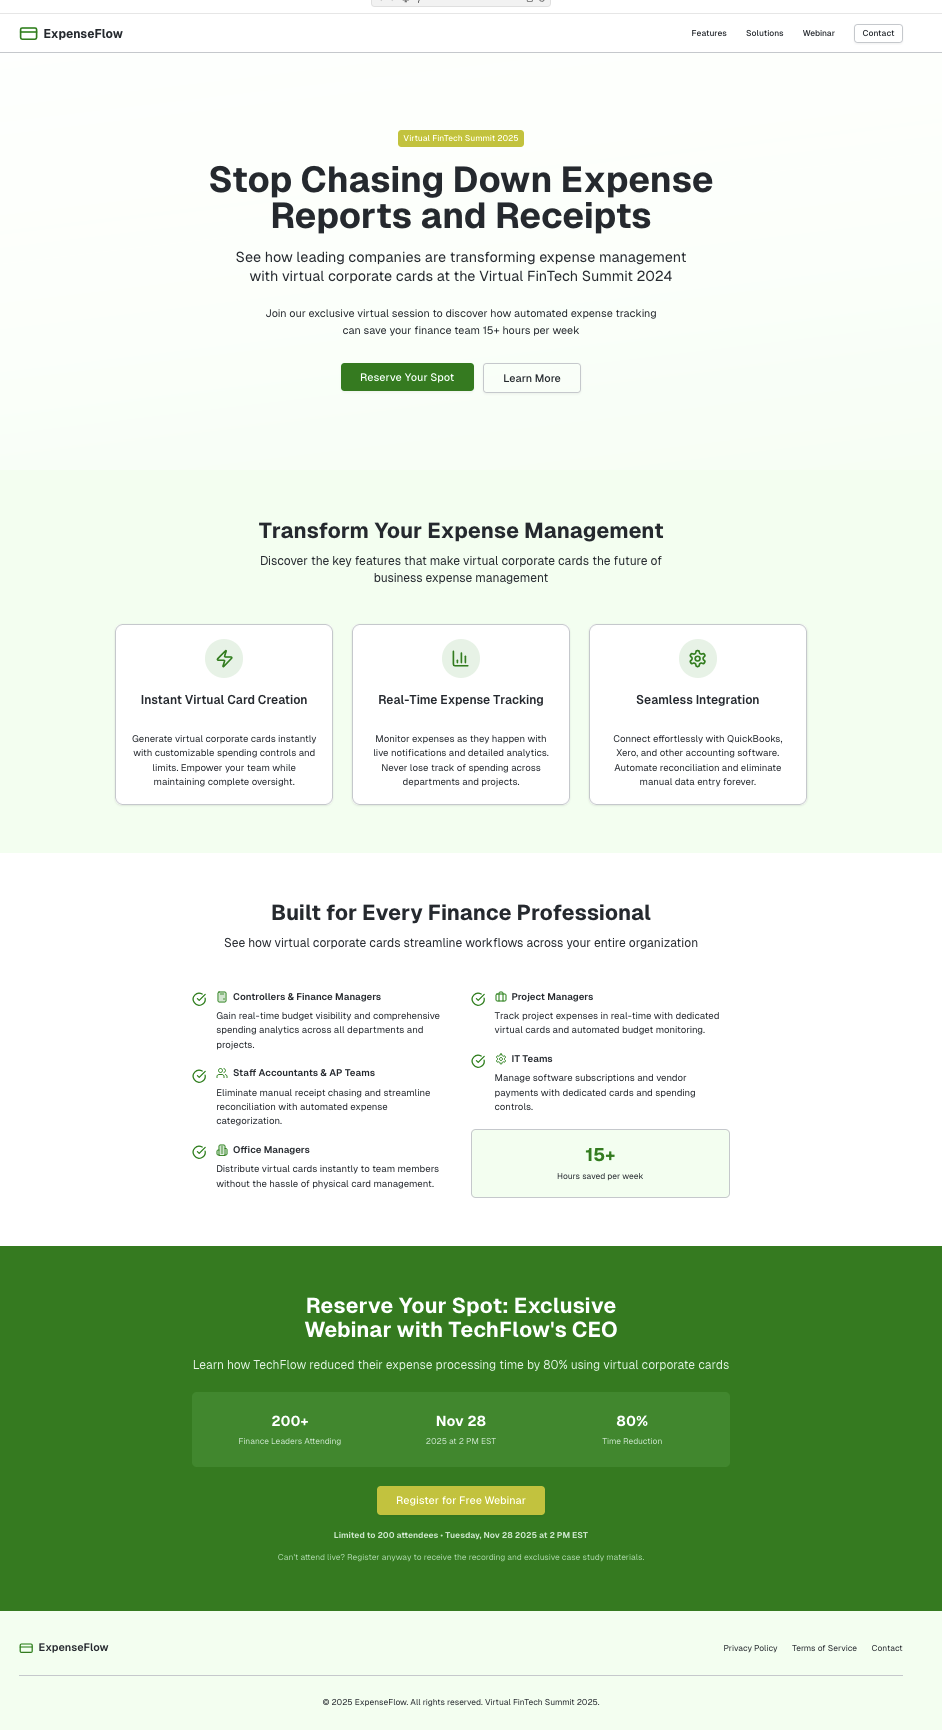 ExpenseFlow
Features
Solutions
Webinar
Contact
Virtual FinTech Summit 2025
Stop Chasing Down Expense
Reports and Receipts
See how leading companies are transforming expense management
with virtual corporate cards at the Virtual FinTech Summit 2024
Join our exclusive virtual session to discover how automated expense tracking
can save your finance team 15+ hours per week
Reserve Your Spot
Learn More
Transform Your Expense Management
Discover the key features that make virtual corporate cards the future of
business expense management
Instant Virtual Card Creation
Generate virtual corporate cards instantly
with customizable spending controls and
limits. Empower your team while
maintaining complete oversight.
Real-Time Expense Tracking
Monitor expenses as they happen with
live notifications and detailed analytics.
Never lose track of spending across
departments and projects.
Seamless Integration
Connect effortlessly with QuickBooks,
Xero, and other accounting software.
Automate reconciliation and eliminate
manual data entry forever.
Built for Every Finance Professional
See how virtual corporate cards streamline workflows across your entire organization
Controllers & Finance Managers
Gain real-time budget visibility and comprehensive
spending analytics across all departments and
projects.
Staff Accountants & AP Teams
Eliminate manual receipt chasing and streamline
reconciliation with automated expense
categorization.
Office Managers
Distribute virtual cards instantly to team members
without the hassle of physical card management.
Project Managers
Track project expenses in real-time with dedicated
virtual cards and automated budget monitoring.
IT Teams
Manage software subscriptions and vendor
payments with dedicated cards and spending
controls.
15+
Hours saved per week
Reserve Your Spot: Exclusive
Webinar with TechFlow's CEO
Learn how TechFlow reduced their expense processing time by 80% using virtual corporate cards
200+
Finance Leaders Attending
Nov 28
2025 at 2 PM EST
80%
Time Reduction
Register for Free Webinar
Limited to 200 attendees • Tuesday, Nov 28 2025 at 2 PM EST
Can't attend live? Register anyway to receive the recording and exclusive case study materials.
ExpenseFlow
Privacy Policy
Terms of Service
Contact
© 2025 ExpenseFlow. All rights reserved. Virtual FinTech Summit 2025.